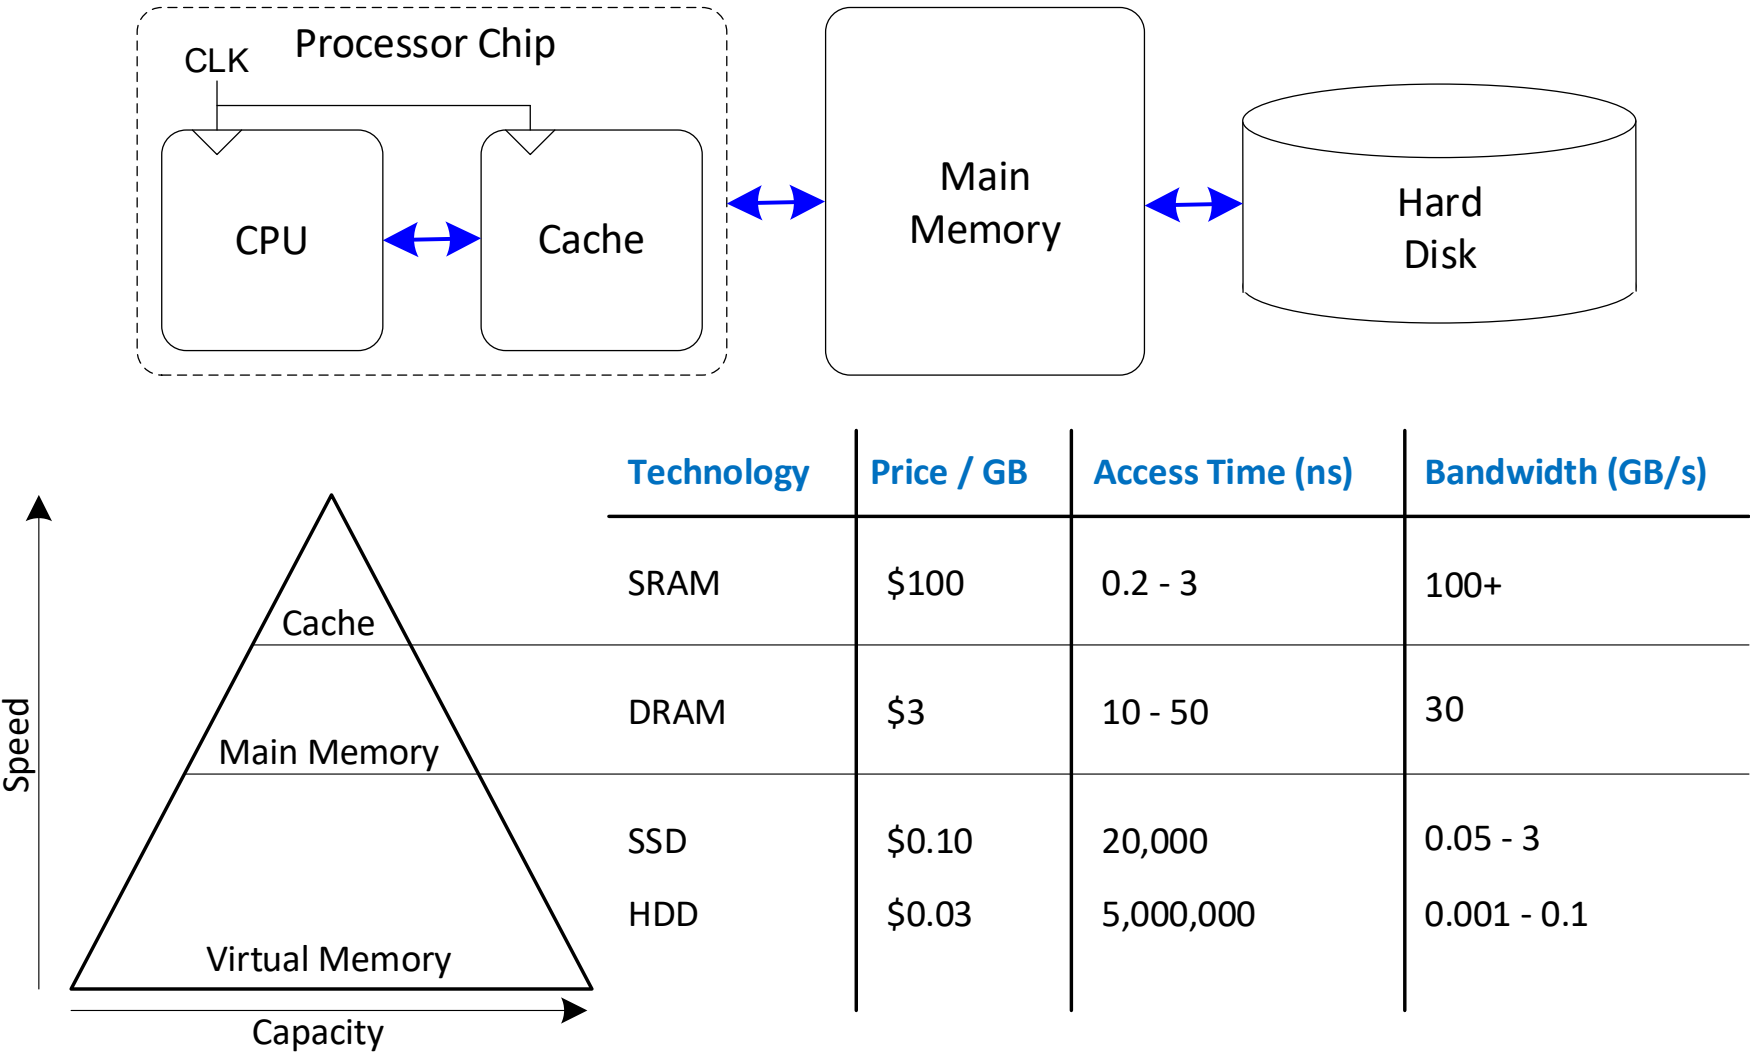 Processor Chip
CLK
CPU
Cache
Main
Memory
Hard
Disk
Technology Price / GB Access Time (ns) Bandwidth (GB/s)
SRAM $100 0.2 - 3 100+
Cache
DRAM $3 10 - 50 30
Main Memory
SSD $0.10 20,000 0.05 - 3
HDD $0.03 5,000,000 0.001 - 0.1
Virtual Memory
Speed
Capacity